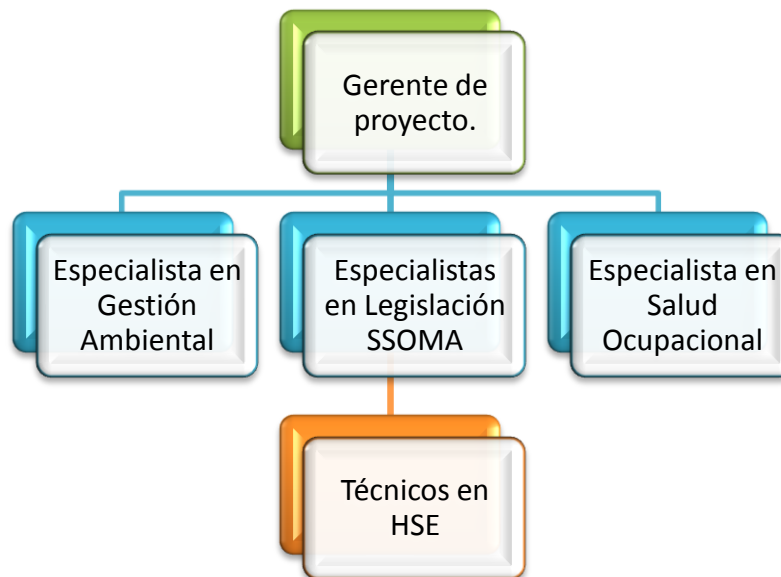 Gerente de
proyecto.
Especialista en
Gestión
Ambiental
Especialistas
en Legislación
SSOMA
Especialista en
Salud
Ocupacional
Técnicos en
HSE